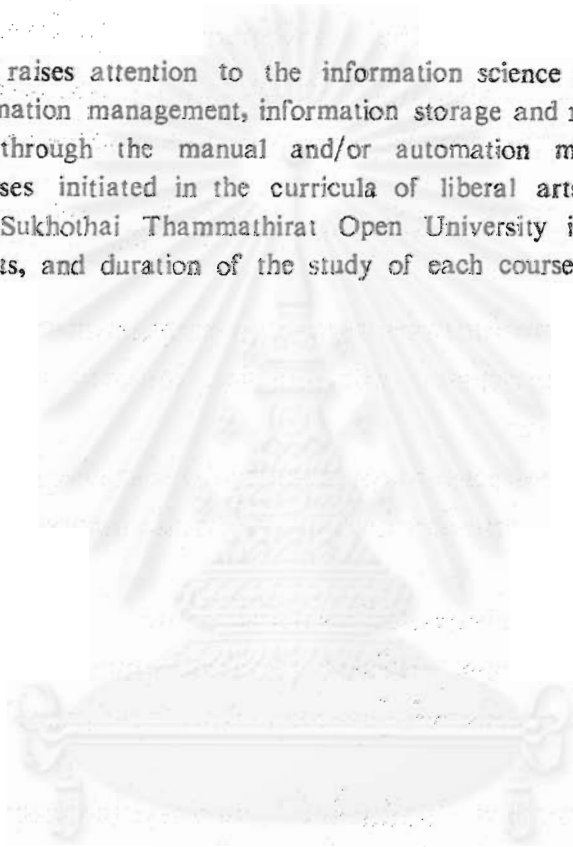 raises attention to the information science
mation management, information storage and
through the manual and/or automation m
ses initiated in the curricula of liberal arts
Sukhothai Thammathirat Open University i
ts, and duration of the study of each course